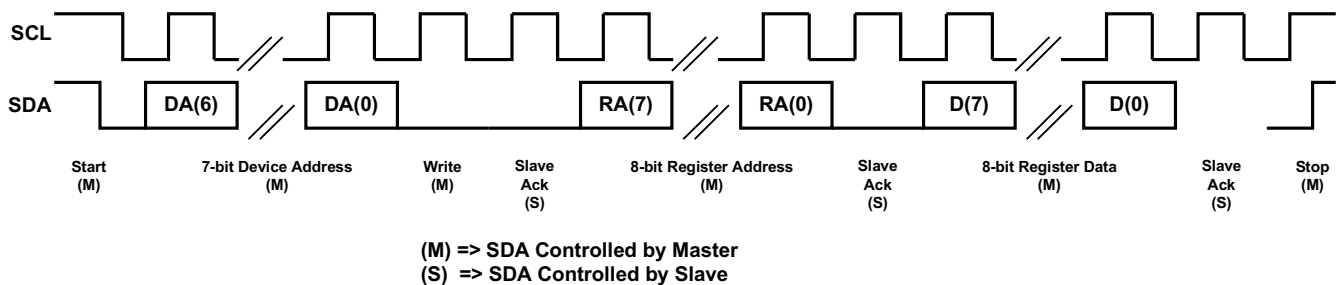 SCL
SDA
DA(6)
DA(0)
RA(7)
RA(0)
D(7)
D(0)
Start
(M)
7-bit Device Address
(M)
Write
(M)
Slave
Ack
(S)
8-bit Register Address
(M)
Slave
Ack
(S)
8-bit Register Data
(M)
Slave
Ack
(S)
Stop
(M)
(M) => SDA Controlled by Master
(S) => SDA Controlled by Slave